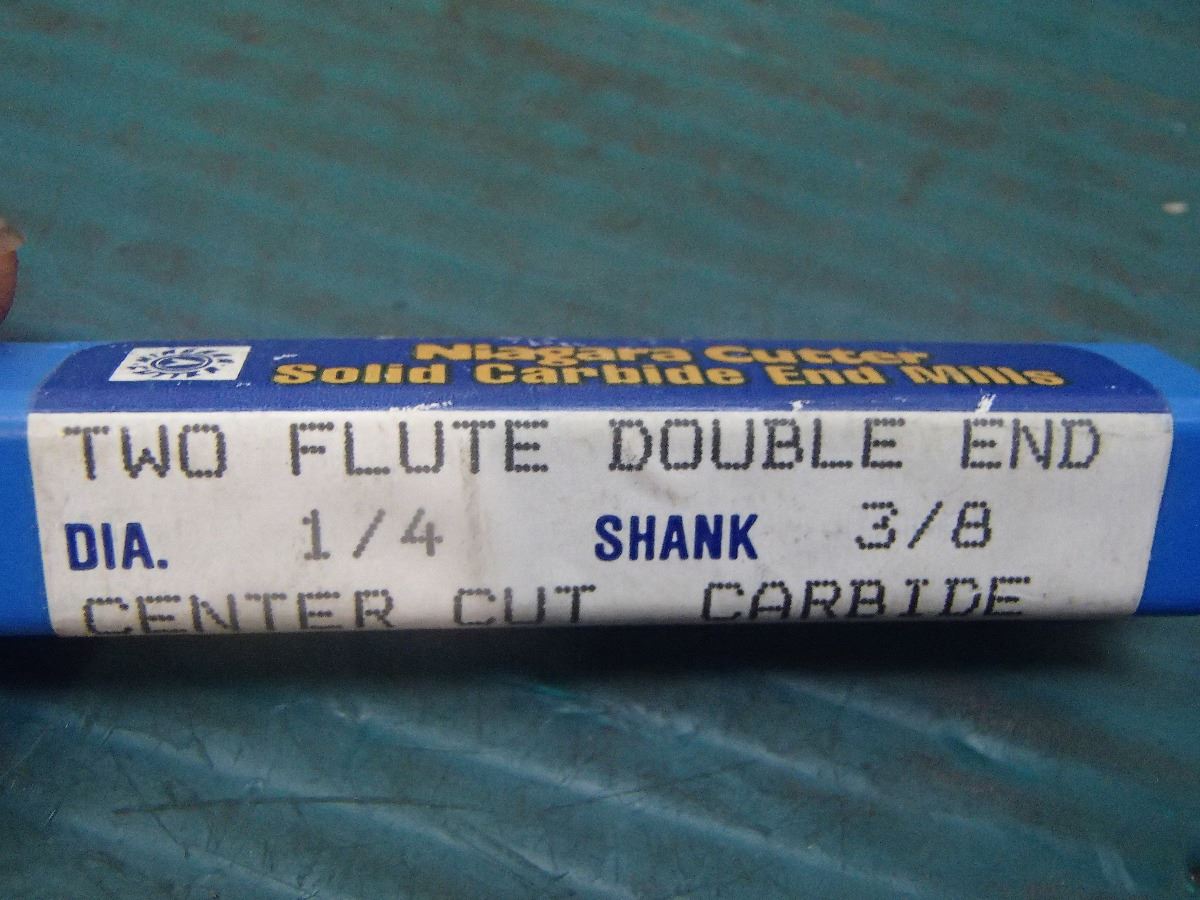 Niagara Cutter
Solid Carbide End Mills
TWO FLUTE DOUBLE END
DIA. 1/4 SHANK 3/8
CENTER CUT CARBIDE